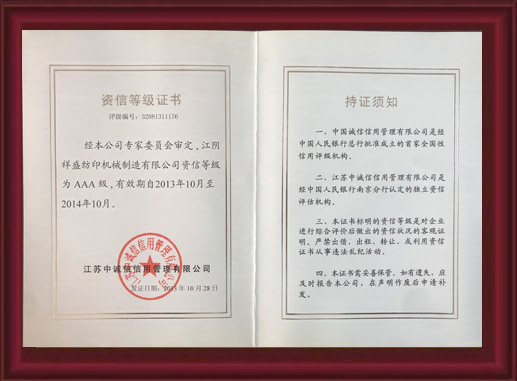 资信等级证书
评级编号：32881311176
经本公司专家委员会审定，江阴
祥盛纺印机械制造有限公司资信等级
为 AAA 级，有效期自2013年10月至
2014年10月。
江苏中诚信信用管理有限公司
发证日期：2013 年 10 月 28 日
持证须知
一、中国诚信信用管理有限公司是经
中国人民银行总行批准成立的首家全国性
信用评级机构。
二、江苏中诚信信用管理有限公司是
经中国人民银行南京分行认定的独立资信
评估机构。
三、本证书标明的资信等级是对企业
进行综合评价后做出的资信状况的客观证
明，严禁出借、出租、转让、或利用资信
证书从事违法乱纪活动。
四、本证书需妥善保管，如有遗失，应
及时报告本公司，在声明作废后申请补
发。